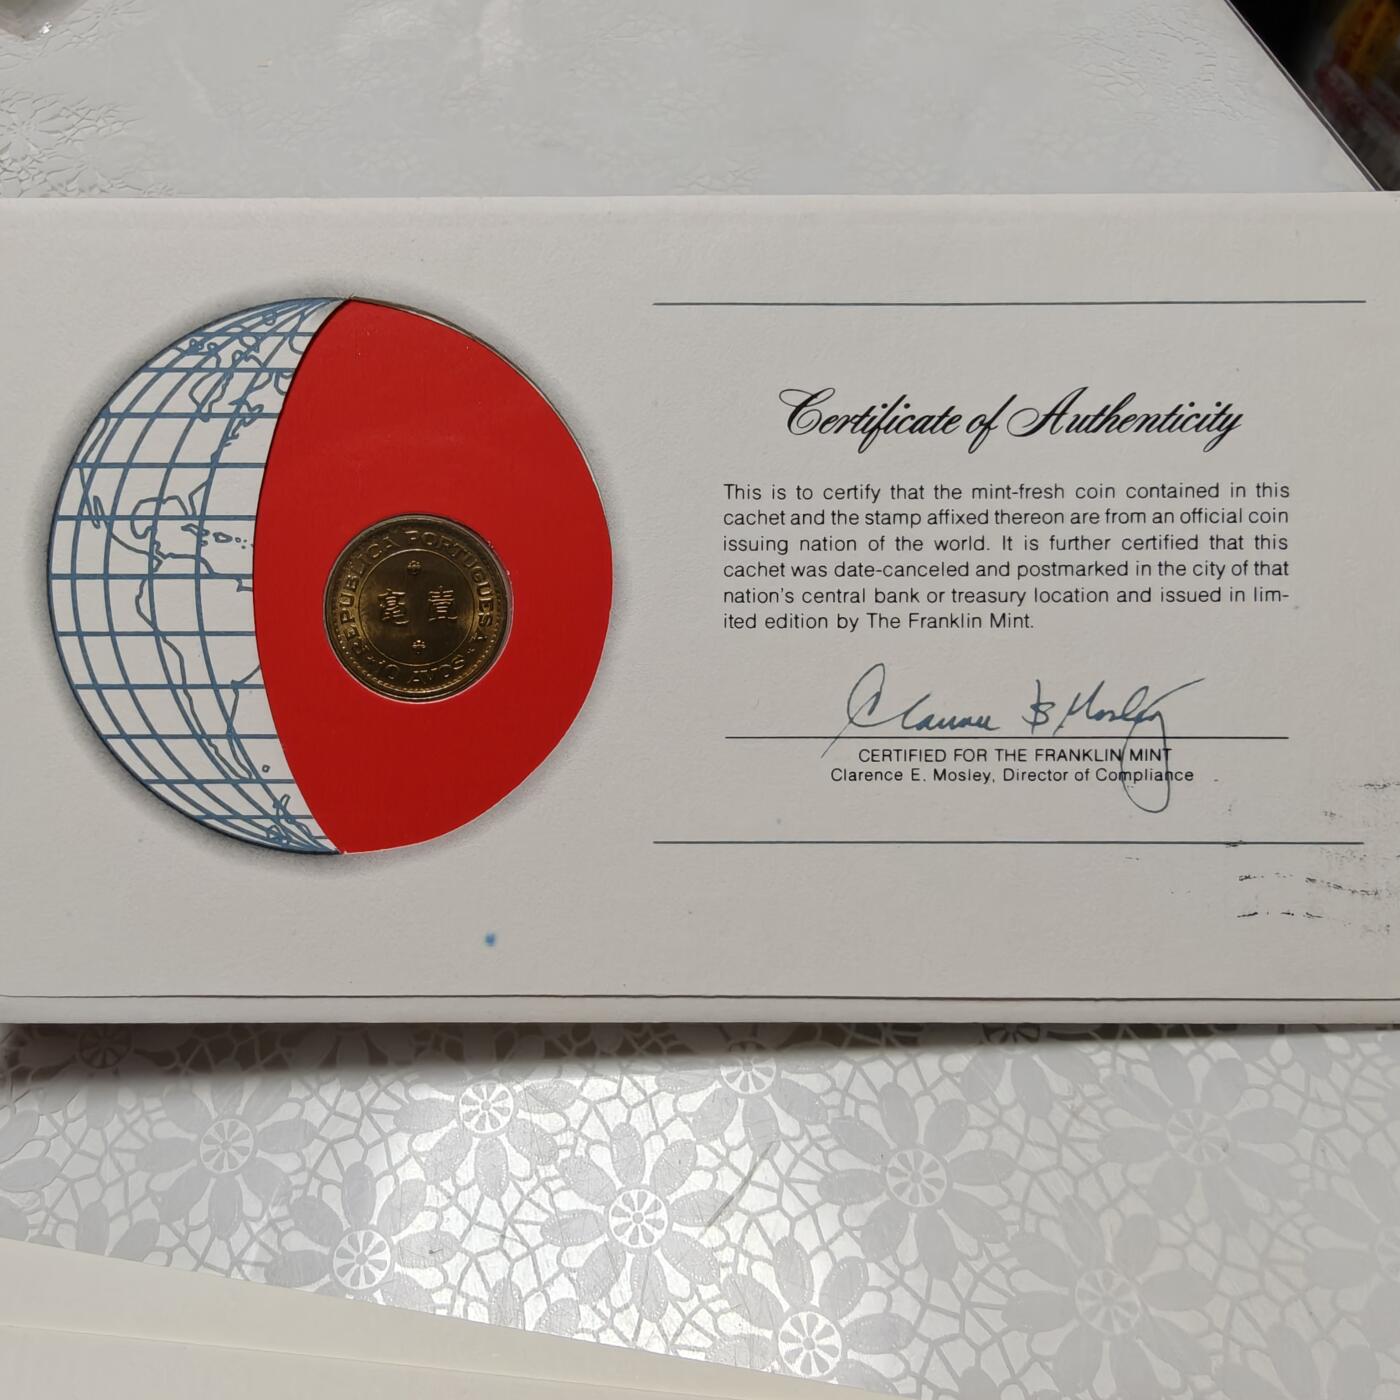 REPUBLICA PORTUGUESA
毫 壹
10 AVOS
Certificate of Authenticity
This is to certify that the mint-fresh coin contained in this
cachet and the stamp affixed thereon are from an official coin
issuing nation of the world. It is further certified that this
cachet was date-canceled and postmarked in the city of that
nation's central bank or treasury location and issued in lim-
ited edition by The Franklin Mint.
Clarence B Mosley
CERTIFIED FOR THE FRANKLIN MINT
Clarence E. Mosley, Director of Compliance